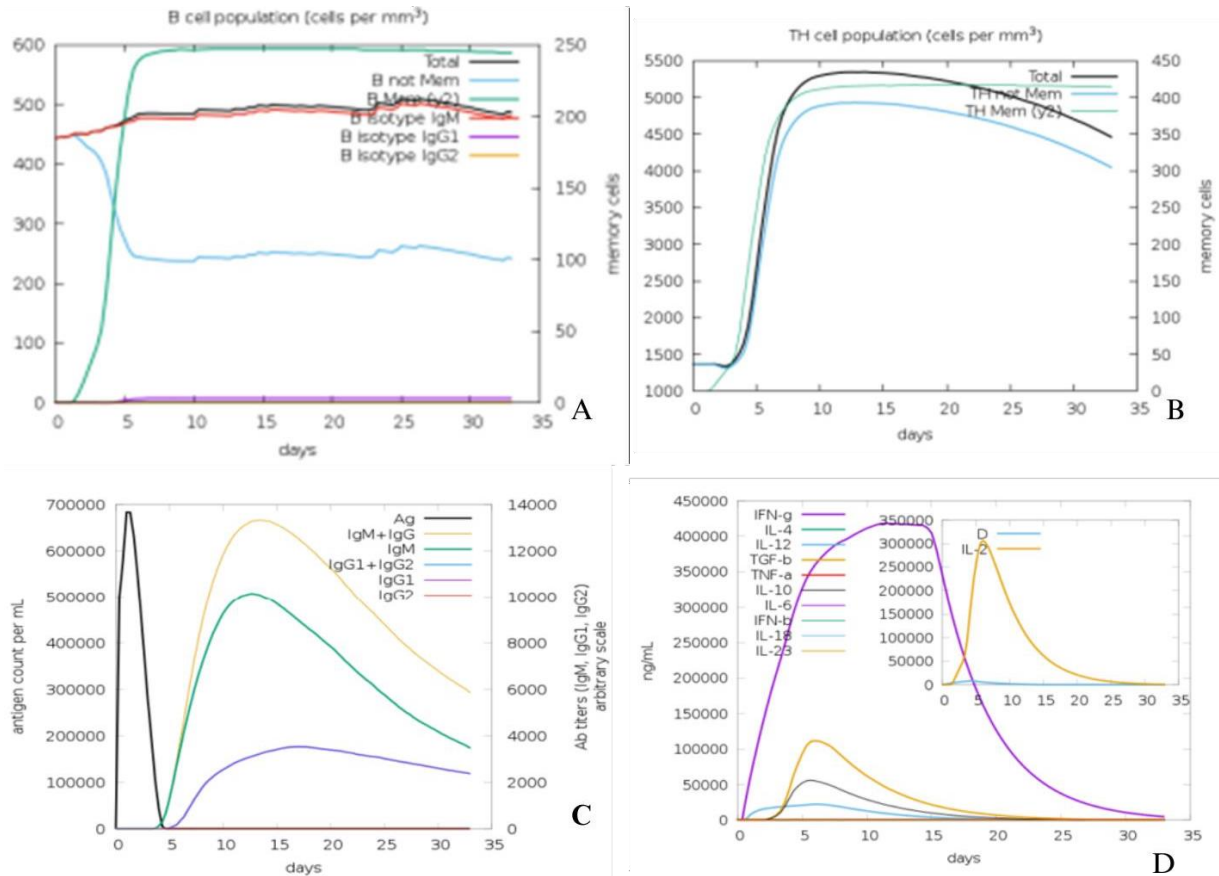 B cell population (cells per mm³)
600
500
400
300
200
100
0
250
200
150
100
50
0
Total
B not Mem
B Mem (y2)
B isotype IgM
B isotype IgG1
B isotype IgG2
memory cells
0 5 10 15 20 25 30 35
days
A
TH cell population (cells per mm³)
5500
5000
4500
4000
3500
3000
2500
2000
1500
1000
450
400
350
300
250
200
150
100
50
0
Total
TH not Mem
TH Mem (y2)
memory cells
0 5 10 15 20 25 30 35
days
B
700000
600000
500000
400000
300000
200000
100000
0
antigen count per mL
14000
12000
10000
8000
6000
4000
2000
0
Ab titers (IgM, IgG1, IgG2)
arbitrary scale
Ag
IgM+IgG
IgM
IgG1+IgG2
IgG1
IgG2
0 5 10 15 20 25 30 35
days
C
450000
400000
350000
300000
250000
200000
150000
100000
50000
0
ng/mL
IFN-g
IL-4
IL-12
TGF-b
TNF-a
IL-10
IL-6
IFN-b
IL-18
IL-23
350000
300000
250000
200000
150000
100000
50000
0
D
IL-2
0 5 10 15 20 25 30 35
0 5 10 15 20 25 30 35
days
D